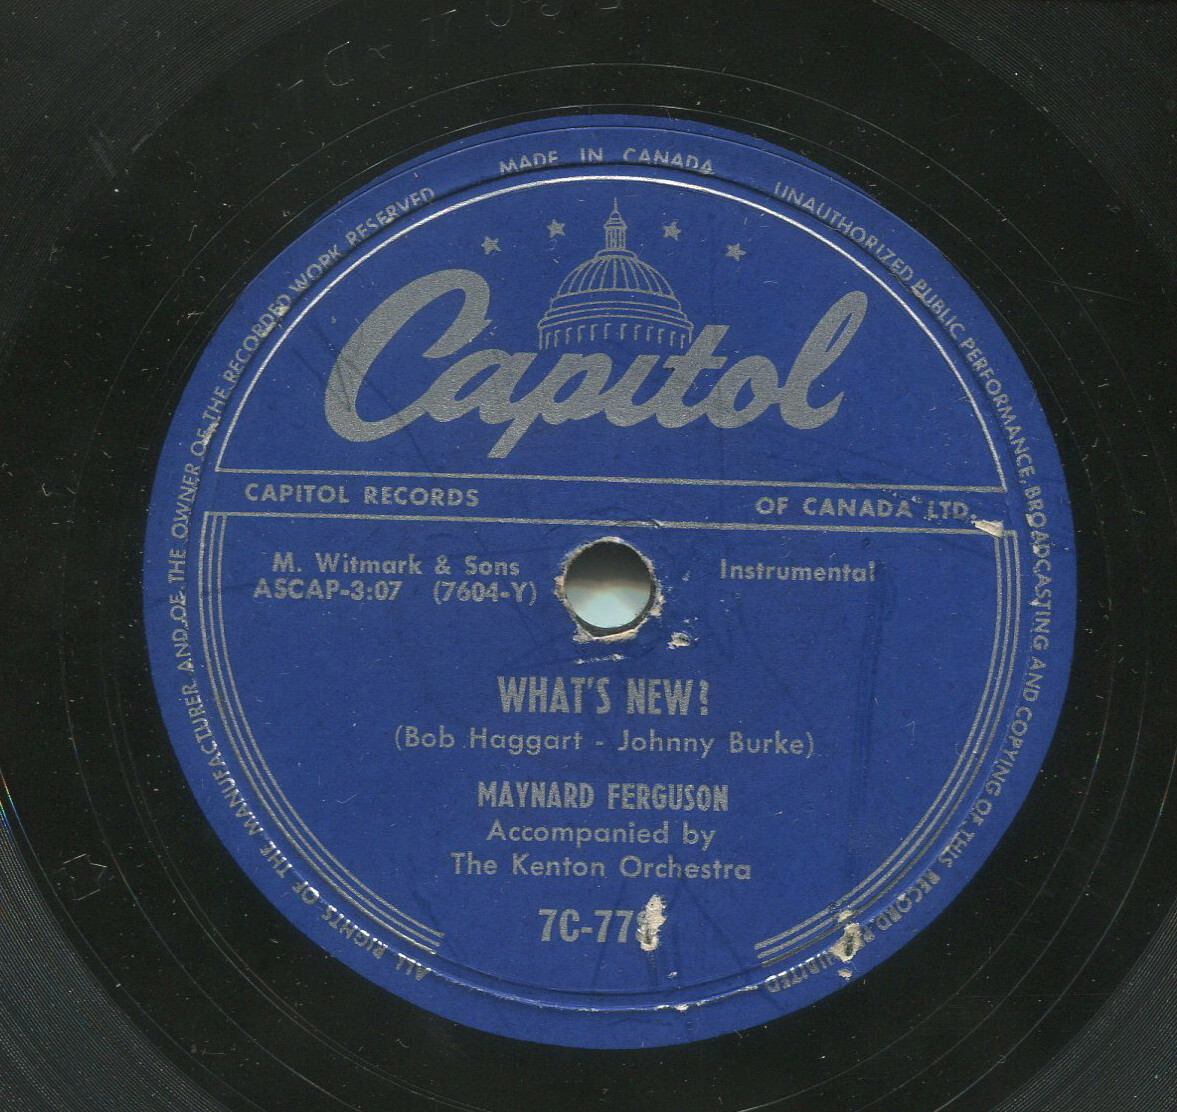 MADE IN CANADA
UNAUTHORIZED PUBLIC PERFORMANCE, BROADCASTING AND COPYING OF THIS RECORD
ALL RIGHTS OF THE MANUFACTURER AND OF THE OWNER OF THE RECORDED WORK RESERVED
Capitol
CAPITOL RECORDS OF CANADA LTD.
M. Witmark & Sons Instrumental
ASCAP-3:07 (7604-Y)
WHAT'S NEW?
(Bob Haggart - Johnny Burke)
MAYNARD FERGUSON
Accompanied by
The Kenton Orchestra